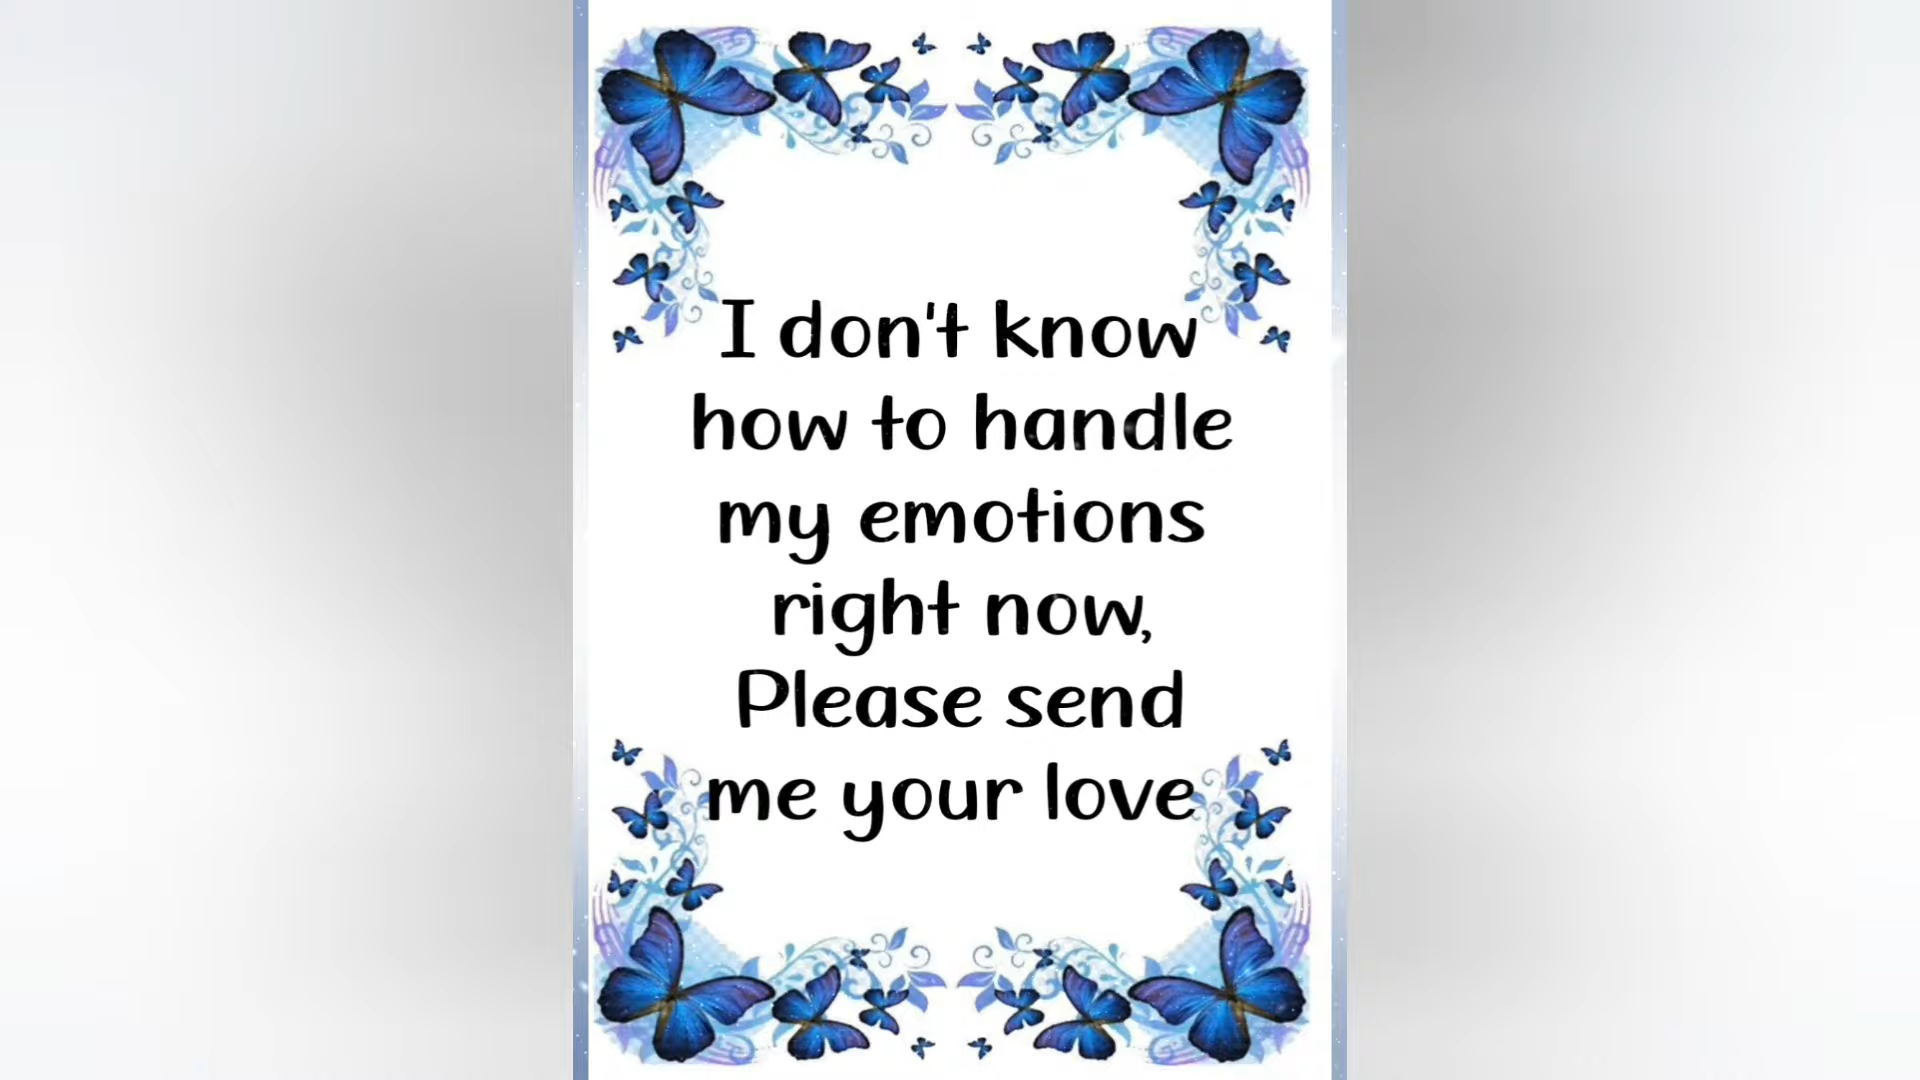 I don't know
how to handle
my emotions
right now,
Please send
me your love